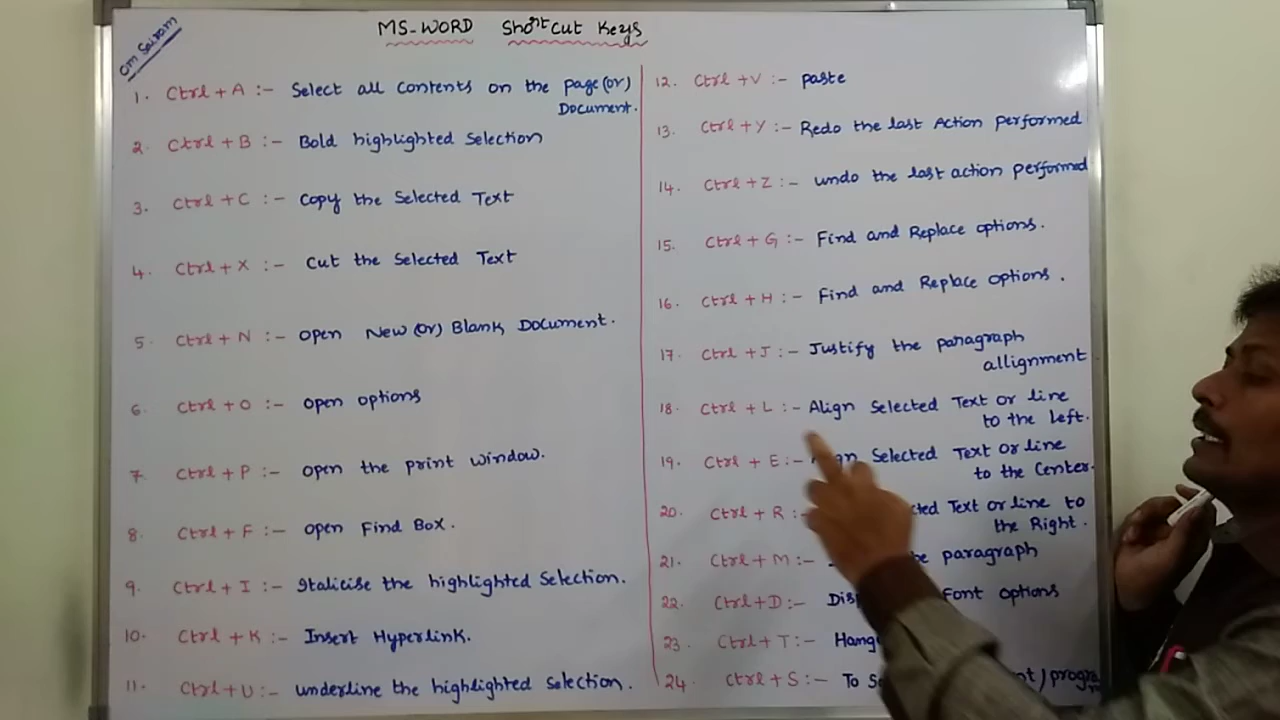 Om Sairam
MS-WORD Shortcut Keys
1. Ctrl + A :- Select all Contents on the page (or)
Document.
2. Ctrl + B :- Bold highlighted Selection
3. Ctrl + C :- Copy the Selected Text
4. Ctrl + X :- Cut the Selected Text
5. Ctrl + N :- Open New (or) Blank Document.
6. Ctrl + O :- Open options
7. Ctrl + P :- Open the print window.
8. Ctrl + F :- Open Find Box.
9. Ctrl + I :- Italicise the highlighted Selection.
10. Ctrl + K :- Insert Hyperlink.
11. Ctrl + U :- underline the highlighted Selection.
12. Ctrl + V :- paste
13. Ctrl + Y :- Redo the last Action performed
14. Ctrl + Z :- undo the last action performed
15. Ctrl + G :- Find and Replace options.
16. Ctrl + H :- Find and Replace Options.
17. Ctrl + J :- Justify the paragraph
allignment
18. Ctrl + L :- Align Selected Text or line
to the left.
19. Ctrl + E :- Selected Text or line
to the Center.
20. Ctrl + R :- Text or line to
the Right.
21. Ctrl + M :- paragraph
22. Ctrl + D :- Font options
23. Ctrl + T :-
24. Ctrl + S :- To